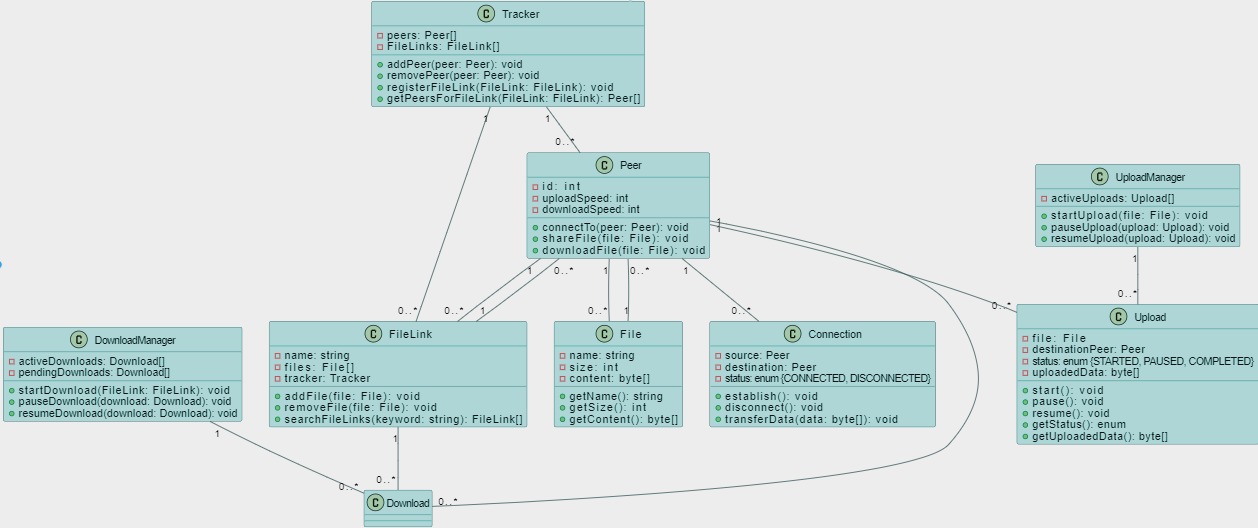 C Tracker
peers: Peer[]
FileLinks: FileLink[]
addPeer(peer: Peer): void
removePeer(peer: Peer): void
registerFileLink(FileLink: FileLink): void
getPeersForFileLink(FileLink: FileLink): Peer[]
1
1
0..*
C Peer
id: int
uploadSpeed: int
downloadSpeed: int
connectTo(peer: Peer): void
shareFile(file: File): void
downloadFile(file: File): void
1
1
C UploadManager
activeUploads: Upload[]
startUpload(file: File): void
pauseUpload(upload: Upload): void
resumeUpload(upload: Upload): void
1
0..*
1
0..*
1
0..*
1
0..*
0..*
1
0..*
1
0..*
0..*
C DownloadManager
activeDownloads: Download[]
pendingDownloads: Download[]
startDownload(FileLink: FileLink): void
pauseDownload(download: Download): void
resumeDownload(download: Download): void
1
C FileLink
name: string
files: File[]
tracker: Tracker
addFile(file: File): void
removeFile(file: File): void
searchFileLinks(keyword: string): FileLink[]
1
C File
name: string
size: int
content: byte[]
getName(): string
getSize(): int
getContent(): byte[]
C Connection
source: Peer
destination: Peer
status: enum {CONNECTED, DISCONNECTED}
establish(): void
disconnect(): void
transferData(data: byte[]): void
C Upload
file: File
destinationPeer: Peer
status: enum {STARTED, PAUSED, COMPLETED}
uploadedData: byte[]
start(): void
pause(): void
resume(): void
getStatus(): enum
getUploadedData(): byte[]
0..*
0..*
0..*
C Download